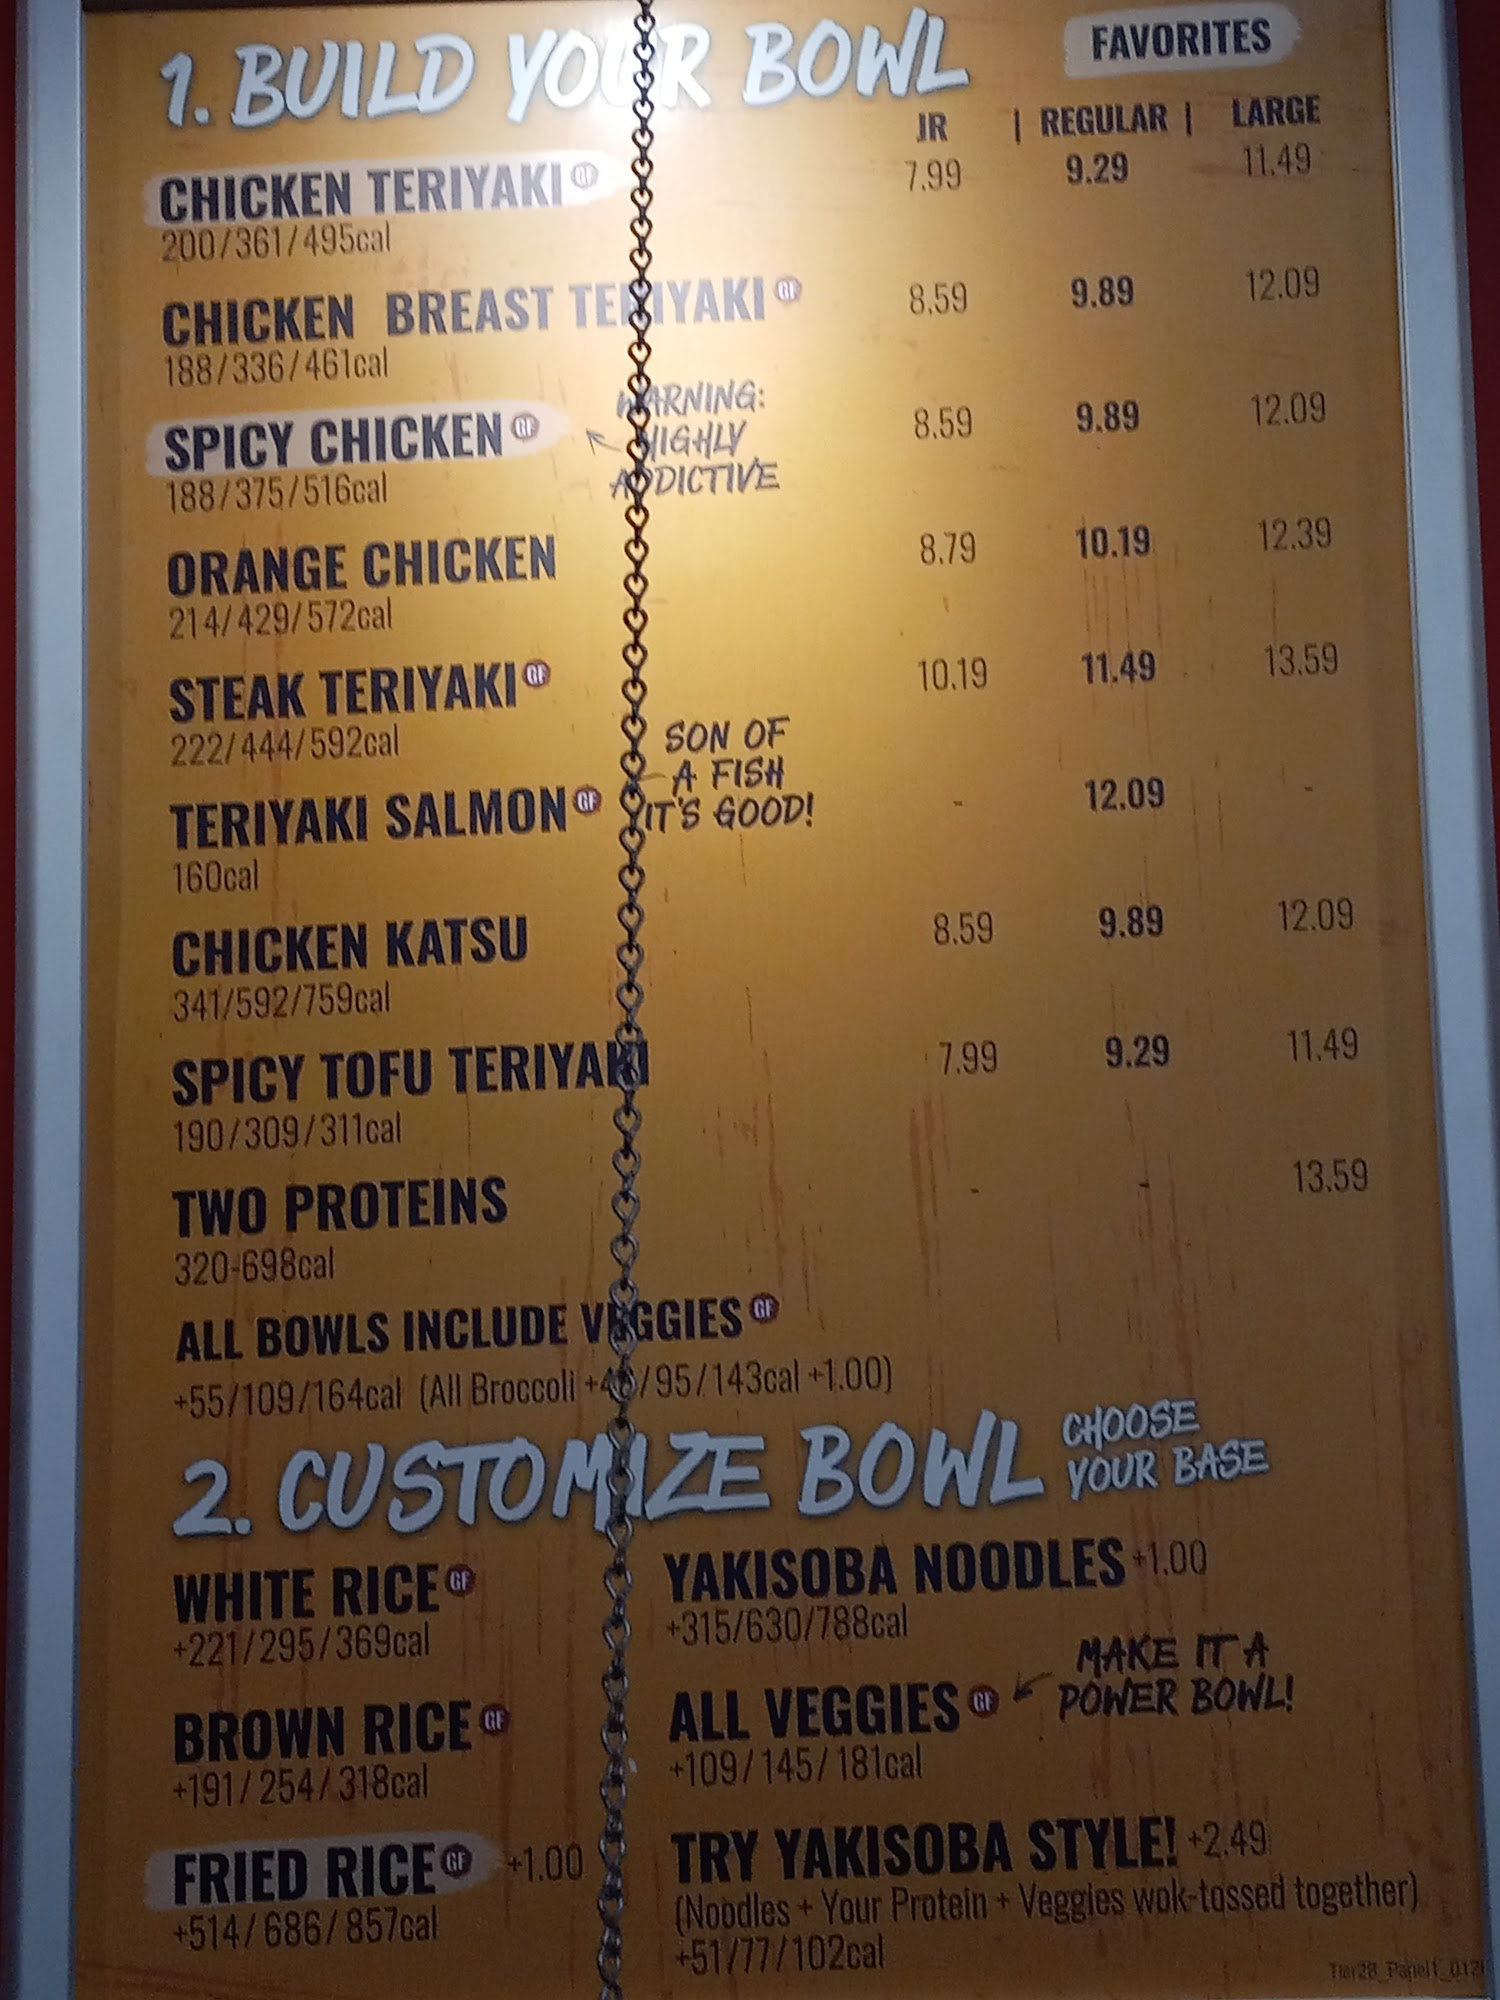 1. BUILD YOUR BOWL
FAVORITES
JR | REGULAR | LARGE
CHICKEN TERIYAKI GF 7.99 9.29 11.49
200/361/495cal
CHICKEN BREAST TERIYAKI GF 8.59 9.89 12.09
188/336/461cal
WARNING:
HIGHLY
ADDICTIVE
SPICY CHICKEN GF 8.59 9.89 12.09
188/375/516cal
ORANGE CHICKEN 8.79 10.19 12.39
214/429/572cal
STEAK TERIYAKI GF 10.19 11.49 13.59
222/444/592cal
SON OF
A FISH
IT'S GOOD!
TERIYAKI SALMON GF - 12.09 -
160cal
CHICKEN KATSU 8.59 9.89 12.09
341/592/759cal
SPICY TOFU TERIYAKI 7.99 9.29 11.49
190/309/311cal
TWO PROTEINS - - 13.59
320-698cal
ALL BOWLS INCLUDE VEGGIES GF
+55/109/164cal (All Broccoli /95/143cal +1.00)
2. CUSTOMIZE BOWL
CHOOSE
YOUR BASE
WHITE RICE GF
+221/295/369cal
BROWN RICE GF
+191/254/318cal
FRIED RICE GF +1.00
+514/686/857cal
YAKISOBA NOODLES +1.00
+315/630/788cal
ALL VEGGIES GF
+109/145/181cal
MAKE IT A
POWER BOWL!
TRY YAKISOBA STYLE! +2.49
(Noodles + Your Protein + Veggies wok-tossed together)
+51/77/102cal